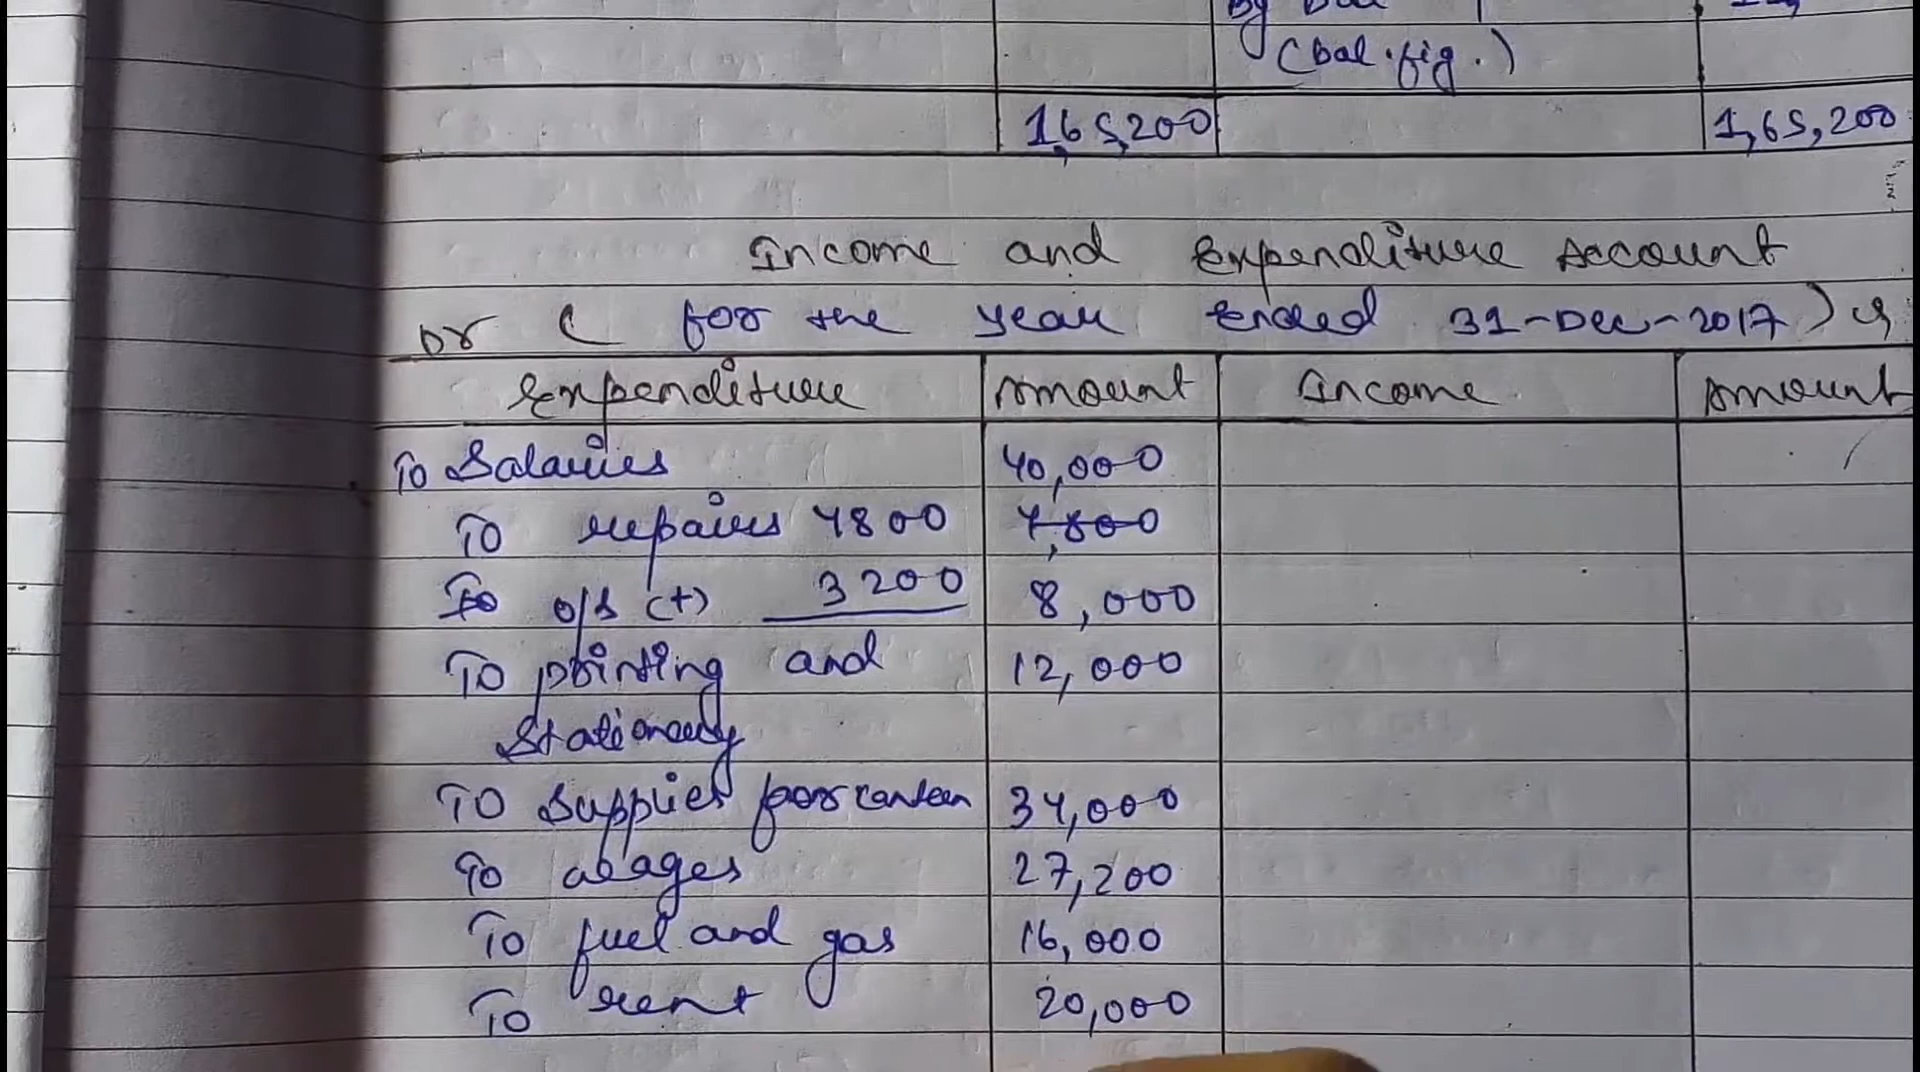 By Bal
(bal.fig.)
1,65,200 1,65,200
Income and Expenditure Account
Dr ( for the year ended 31-Dec-2017)
Expenditure Amount Income Amount
To Salaries 40,000
To repairs 4800 4,800
To o/s (+) 3200 8,000
To printing and 12,000
Stationery
To Supplies for canteen 34,000
To wages 27,200
To fuel and gas 16,000
To rent 20,000